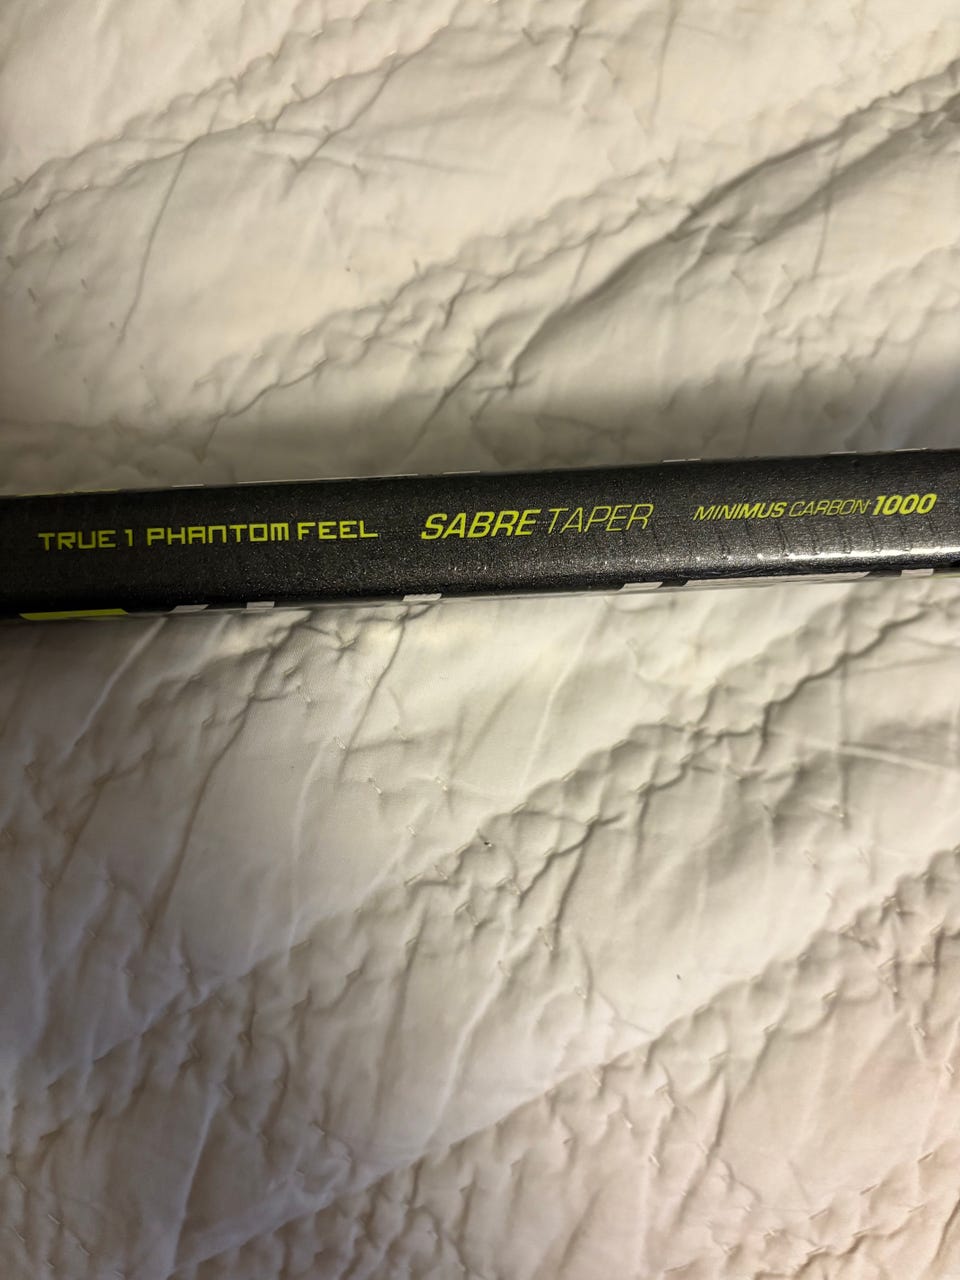 TRUE 1 PHANTOM FEEL SABRE TAPER MINIMUS CARBON 1000